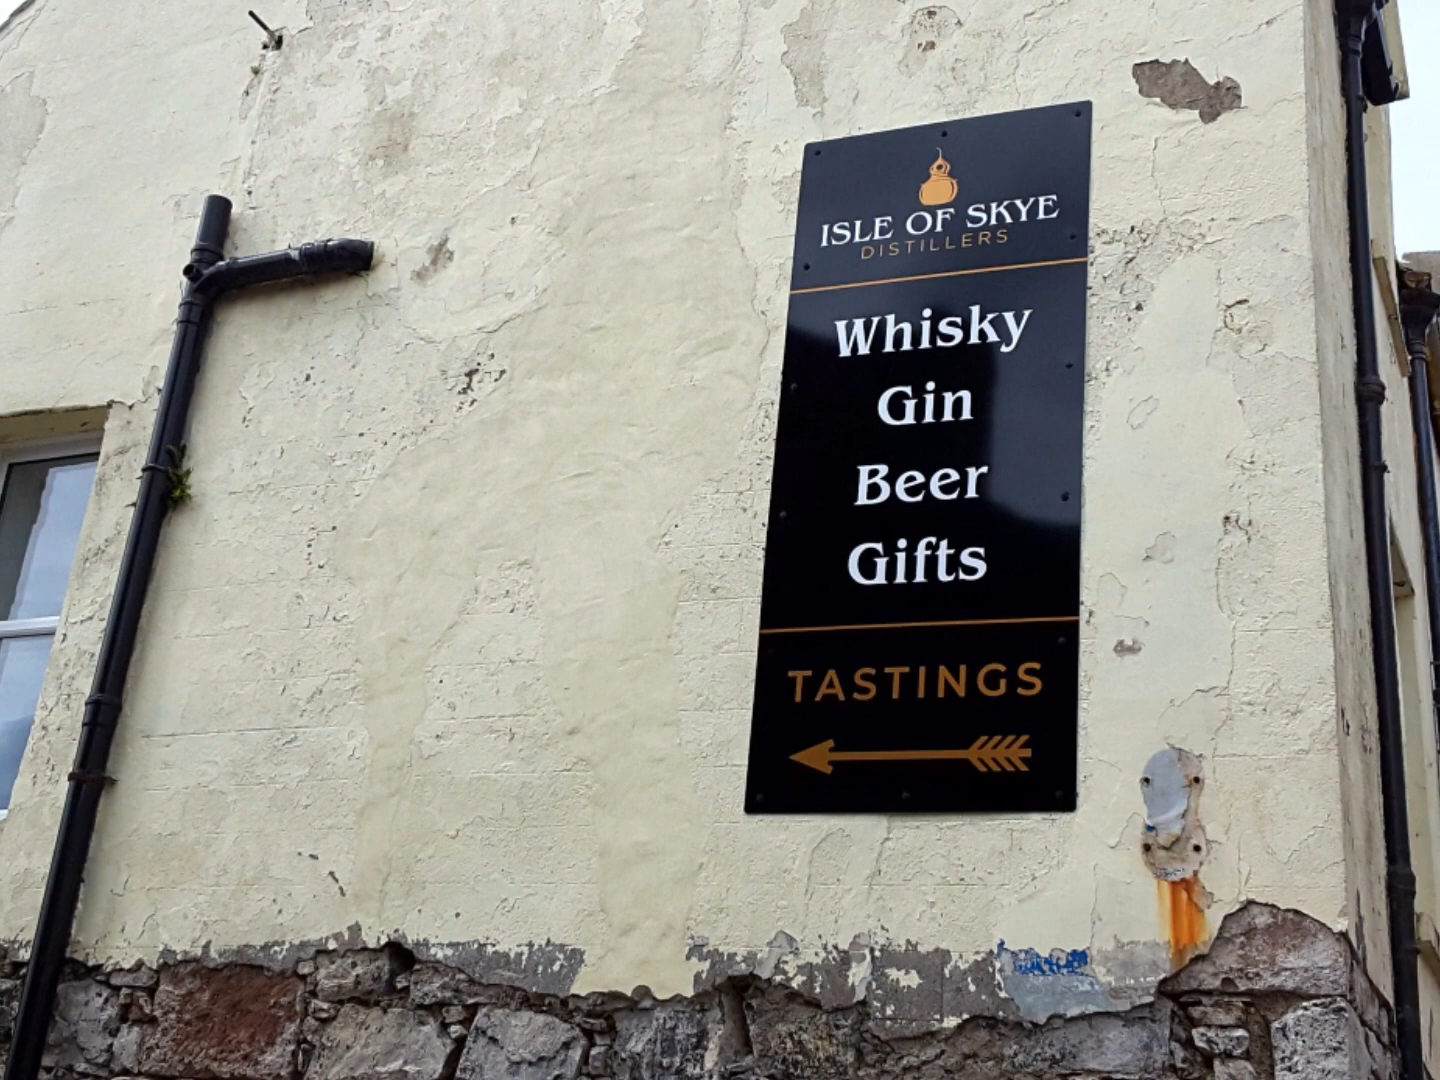 ISLE OF SKYE
DISTILLERS
Whisky
Gin
Beer
Gifts
TASTINGS